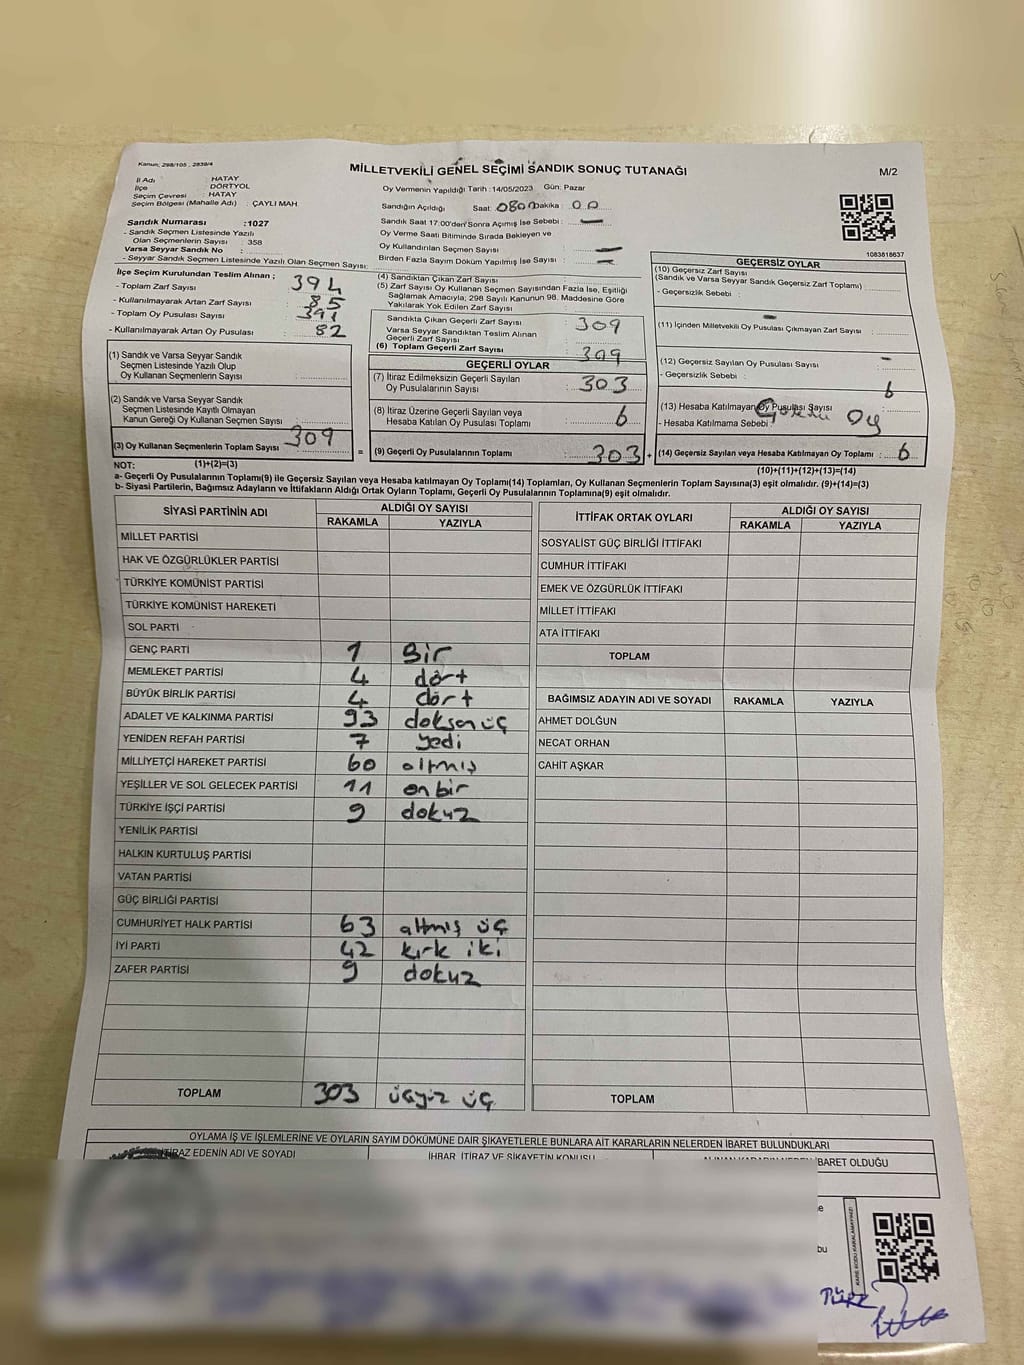 Kanun; 298/105 , 2839/4
MİLLETVEKİLİ GENEL SEÇİMİ SANDIK SONUÇ TUTANAĞI
M/2
İl Adı : HATAY
İlçe : DÖRTYOL
Seçim Çevresi : HATAY
Seçim Bölgesi (Mahalle Adı) : ÇAYLI MAH
Oy Vermenin Yapıldığı Tarih :14/05/2023 Gün: Pazar
Sandığın Açıldığı Saat: 08:00 Dakika : 00
Sandık Saat 17:00'den Sonra Açımış İse Sebebi : —
Oy Verme Saati Bitiminde Sırada Bekleyen ve
Oy Kullandırılan Seçmen Sayısı : —
Birden Fazla Sayım Döküm Yapılmış İse Sayısı : —
1083818637
Sandık Numarası :1027
- Sandık Seçmen Listesinde Yazılı
Olan Seçmenlerin Sayısı : 358
Varsa Seyyar Sandık No :
- Seyyar Sandık Seçmen Listesinde Yazılı Olan Seçmen Sayısı:
İlçe Seçim Kurulundan Teslim Alınan ;
- Toplam Zarf Sayısı : 394
- Kullanılmayarak Artan Zarf Sayısı : 85
- Toplam Oy Pusulası Sayısı : 391
- Kullanılmayarak Artan Oy Pusulası : 82
(1) Sandık ve Varsa Seyyar Sandık
Seçmen Listesinde Yazılı Olup
Oy Kullanan Seçmenlerin Sayısı
(2) Sandık ve Varsa Seyyar Sandık
Seçmen Listesinde Kayıtlı Olmayan
Kanun Gereği Oy Kullanan Seçmen Sayısı
(3) Oy Kullanan Seçmenlerin Toplam Sayısı : 309
(1)+(2)=(3)
(4) Sandıktan Çıkan Zarf Sayısı :
(5) Zarf Sayısı Oy Kullanan Seçmen Sayısından Fazla İse, Eşitliği
Sağlamak Amacıyla; 298 Sayılı Kanunun 98. Maddesine Göre
Yakılarak Yok Edilen Zarf Sayısı :
Sandıkta Çıkan Geçerli Zarf Sayısı : 309
Varsa Seyyar Sandıktan Teslim Alınan
Geçerli Zarf Sayısı :
(6) Toplam Geçerli Zarf Sayısı : 309
GEÇERLİ OYLAR
(7) İtiraz Edilmeksizin Geçerli Sayılan
Oy Pusulalarının Sayısı : 303
(8) İtiraz Üzerine Geçerli Sayılan veya
Hesaba Katılan Oy Pusulası Toplamı : 6
= (9) Geçerli Oy Pusulalarının Toplamı : 303 +
GEÇERSİZ OYLAR
(10) Geçersiz Zarf Sayısı
(Sandık ve Varsa Seyyar Sandık Geçersiz Zarf Toplamı) :
- Geçersizlik Sebebi :
(11) İçinden Milletvekili Oy Pusulası Çıkmayan Zarf Sayısı :
(12) Geçersiz Sayılan Oy Pusulası Sayısı : -
- Geçersizlik Sebebi : 6
(13) Hesaba Katılmayan Oy Pusulası Sayısı :
- Hesaba Katılmama Sebebi : Oy
(14) Geçersiz Sayılan veya Hesaba Katılmayan Oy Toplamı : 6
(10)+(11)+(12)+(13)=(14)
NOT:
a- Geçerli Oy Pusulalarının Toplamı(9) ile Geçersiz Sayılan veya Hesaba katılmayan Oy Toplamı(14) Toplamları, Oy Kullanan Seçmenlerin Toplam Sayısına(3) eşit olmalıdır. (9)+(14)=(3)
b- Siyasi Partilerin, Bağımsız Adayların ve İttifakların Aldığı Ortak Oyların Toplamı, Geçerli Oy Pusulalarının Toplamına(9) eşit olmalıdır.
SİYASİ PARTİNİN ADI ALDIĞI OY SAYISI
RAKAMLA YAZIYLA
MİLLET PARTİSİ
HAK VE ÖZGÜRLÜKLER PARTİSİ
TÜRKİYE KOMÜNİST PARTİSİ
TÜRKİYE KOMÜNİST HAREKETİ
SOL PARTİ
GENÇ PARTİ 1 Bir
MEMLEKET PARTİSİ 4 dört
BÜYÜK BİRLİK PARTİSİ 4 dört
ADALET VE KALKINMA PARTİSİ 93 doksan üç
YENİDEN REFAH PARTİSİ 7 yedi
MİLLİYETÇİ HAREKET PARTİSİ 60 altmış
YEŞİLLER VE SOL GELECEK PARTİSİ 11 on bir
TÜRKİYE İŞÇİ PARTİSİ 9 dokuz
YENİLİK PARTİSİ
HALKIN KURTULUŞ PARTİSİ
VATAN PARTİSİ
GÜÇ BİRLİĞİ PARTİSİ
CUMHURİYET HALK PARTİSİ 63 altmış üç
İYİ PARTİ 42 kırk iki
ZAFER PARTİSİ 9 dokuz
TOPLAM 303 üçyüz üç
İTTİFAK ORTAK OYLARI ALDIĞI OY SAYISI
RAKAMLA YAZIYLA
SOSYALİST GÜÇ BİRLİĞİ İTTİFAKI
CUMHUR İTTİFAKI
EMEK VE ÖZGÜRLÜK İTTİFAKI
MİLLET İTTİFAKI
ATA İTTİFAKI
TOPLAM
BAĞIMSIZ ADAYIN ADI VE SOYADI RAKAMLA YAZIYLA
AHMET DOLĞUN
NECAT ORHAN
CAHİT AŞKAR
TOPLAM
OYLAMA İŞ VE İŞLEMLERİNE VE OYLARIN SAYIM DÖKÜMÜNE DAİR ŞİKAYETLERLE BUNLARA AİT KARARLARIN NELERDEN İBARET BULUNDUKLARI
İTİRAZ EDENİN ADI VE SOYADI İHBAR, İTİRAZ VE ŞİKAYETİN KONUSU ALINAN KARARIN NEDEN İBARET OLDUĞU
KARE KODU KARALAMAYINIZ!